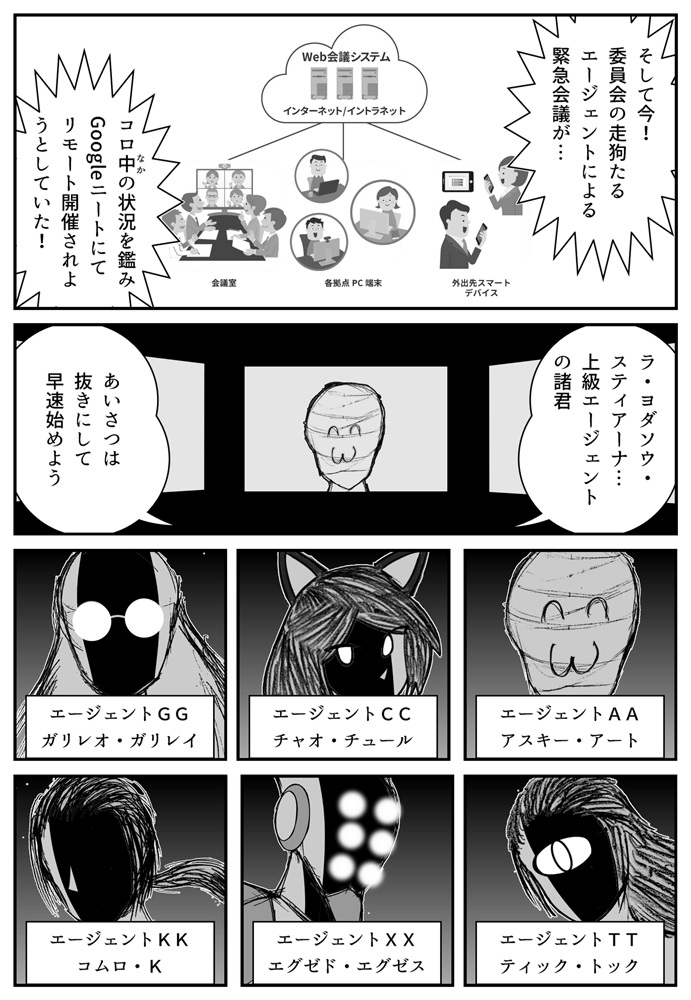 そして今！
委員会の走狗たる
エージェントによる
緊急会議が…
Web会議システム
インターネット/イントラネット
会議室
各拠点 PC 端末
外出先スマート
デバイス
コロ中の状況を鑑み
なか
Googleニートにて
リモート開催されよ
うとしていた！
ラ・ヨダソウ・
スティアーナ…
上級エージェント
の諸君
あいさつは
抜きにして
早速始めよう
エージェントＡＡ
アスキー・アート
エージェントＣＣ
チャオ・チュール
エージェントＧＧ
ガリレオ・ガリレイ
エージェントＴＴ
ティック・トック
エージェントＸＸ
エグゼド・エグゼス
エージェントＫＫ
コムロ・Ｋ